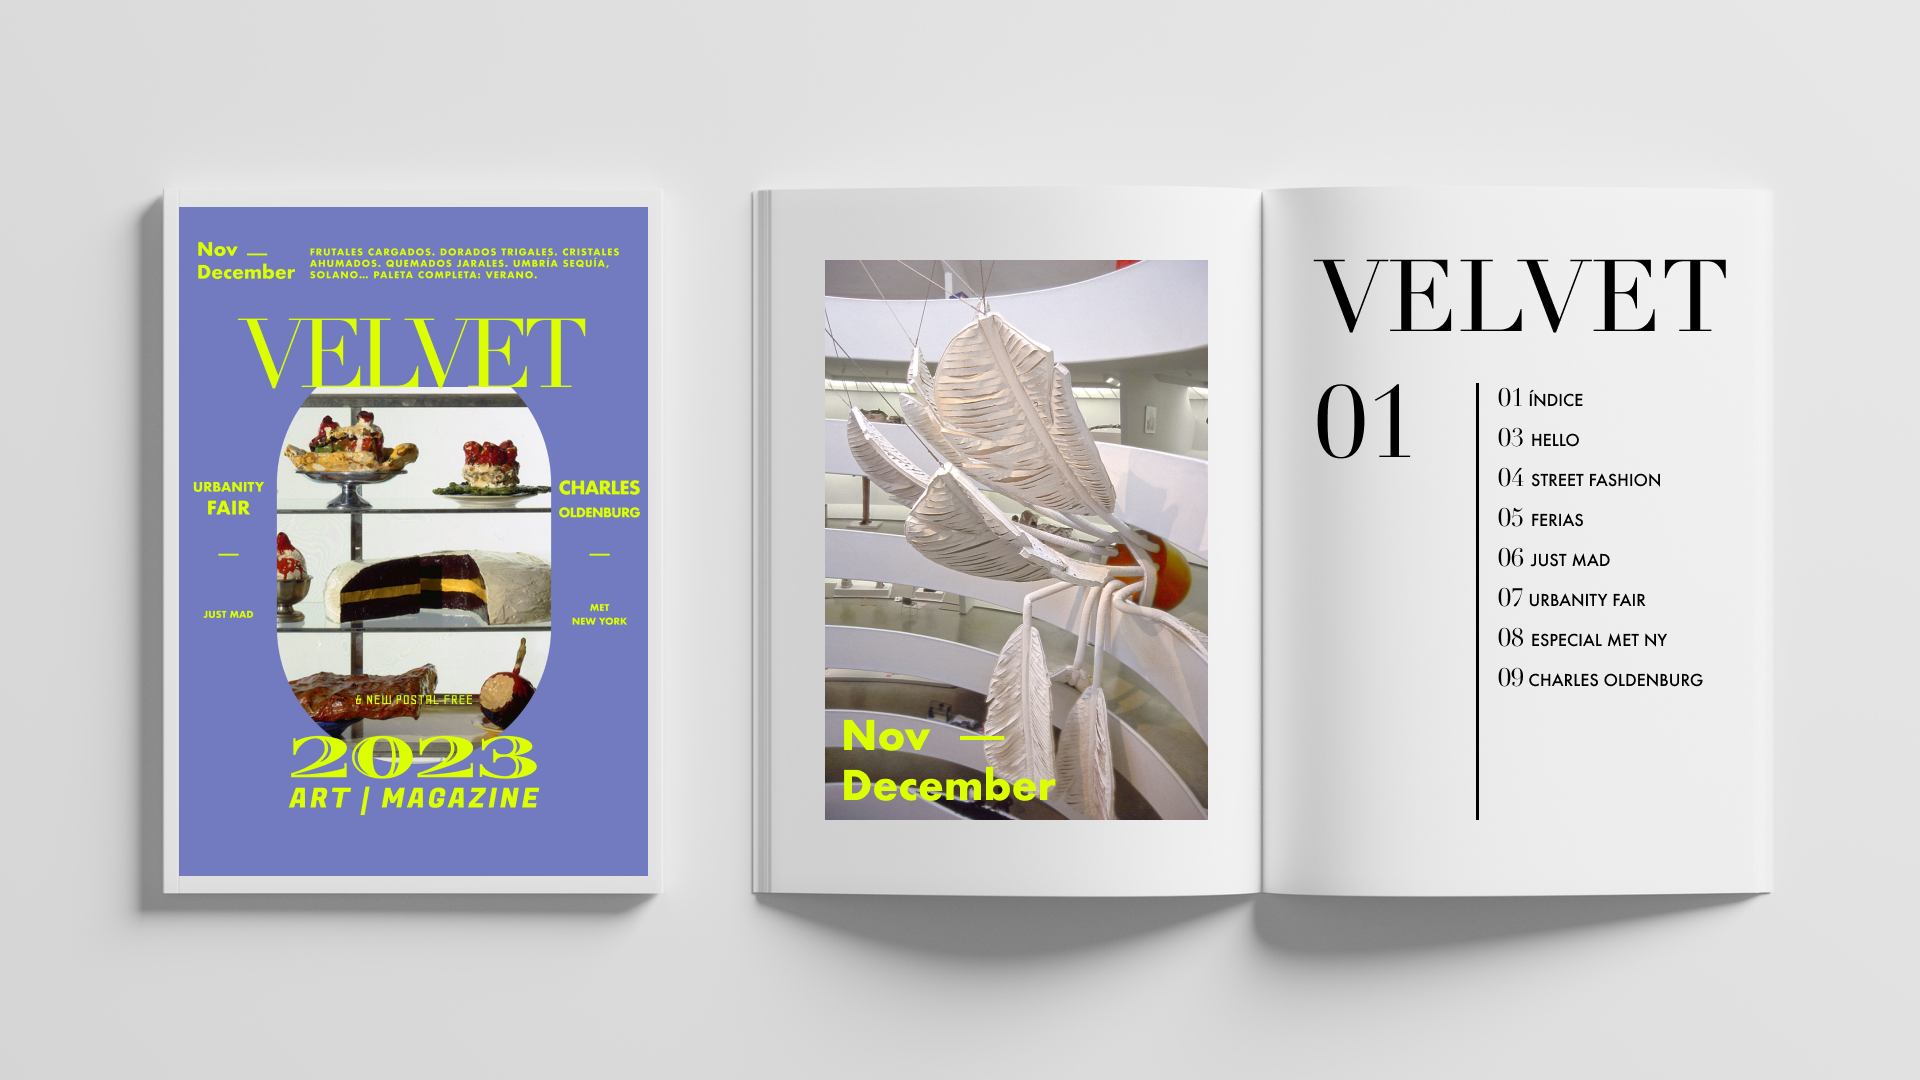 Nov —
December
FRUTALES CARGADOS. DORADOS TRIGALES. CRISTALES
AHUMADOS. QUEMADOS JARALES. UMBRÍA SEQUÍA,
SOLANO... PALETA COMPLETA: VERANO.
VELVET
URBANITY
FAIR
—
JUST MAD
CHARLES
OLDENBURG
—
MET
NEW YORK
& NEW POSTAL FREE
2023
ART | MAGAZINE
Nov —
December
VELVET
01
01 ÍNDICE
03 HELLO
04 STREET FASHION
05 FERIAS
06 JUST MAD
07 URBANITY FAIR
08 ESPECIAL MET NY
09 CHARLES OLDENBURG